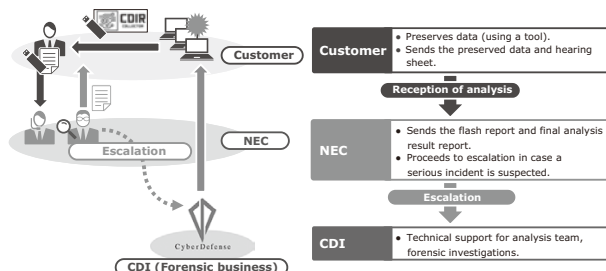 CDIR
COLLECTOR
Customer
NEC
Escalation
CyberDefense
CDI (Forensic business)
Customer
● Preserves data (using a tool).
● Sends the preserved data and hearing
sheet.
Reception of analysis
NEC
● Sends the flash report and final analysis
result report.
● Proceeds to escalation in case a
serious incident is suspected.
Escalation
CDI
● Technical support for analysis team,
forensic investigations.